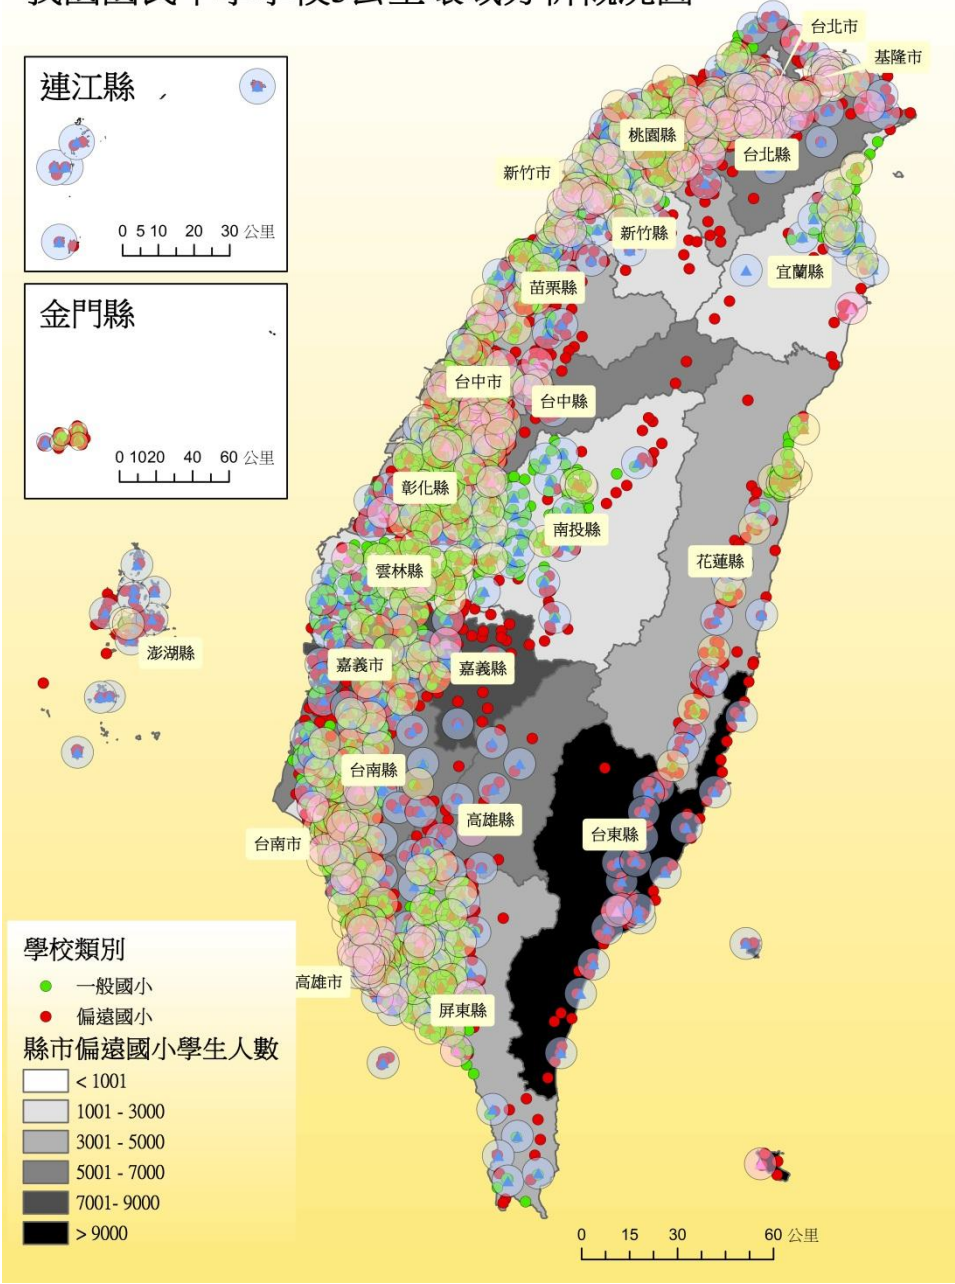 台北市
基隆市
連江縣
桃園縣
台北縣
新竹市
0 5 10 20 30 公里
新竹縣
宜蘭縣
苗栗縣
金門縣
台中市
台中縣
0 10 20 40 60 公里
彰化縣
南投縣
雲林縣
花蓮縣
澎湖縣
嘉義市
嘉義縣
台南縣
高雄縣
台東縣
台南市
高雄市
屏東縣
學校類別
一般國小
偏遠國小
縣市偏遠國小學生人數
< 1001
1001 - 3000
3001 - 5000
5001 - 7000
7001- 9000
> 9000
0 15 30 60 公里